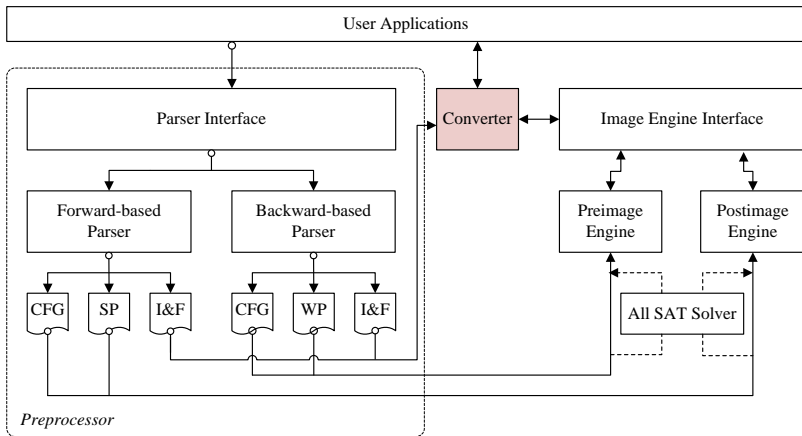 User Applications
Parser Interface
Converter
Image Engine Interface
Forward-based
Parser
Backward-based
Parser
Preimage
Engine
Postimage
Engine
CFG
SP
I&F
CFG
WP
I&F
All SAT Solver
Preprocessor